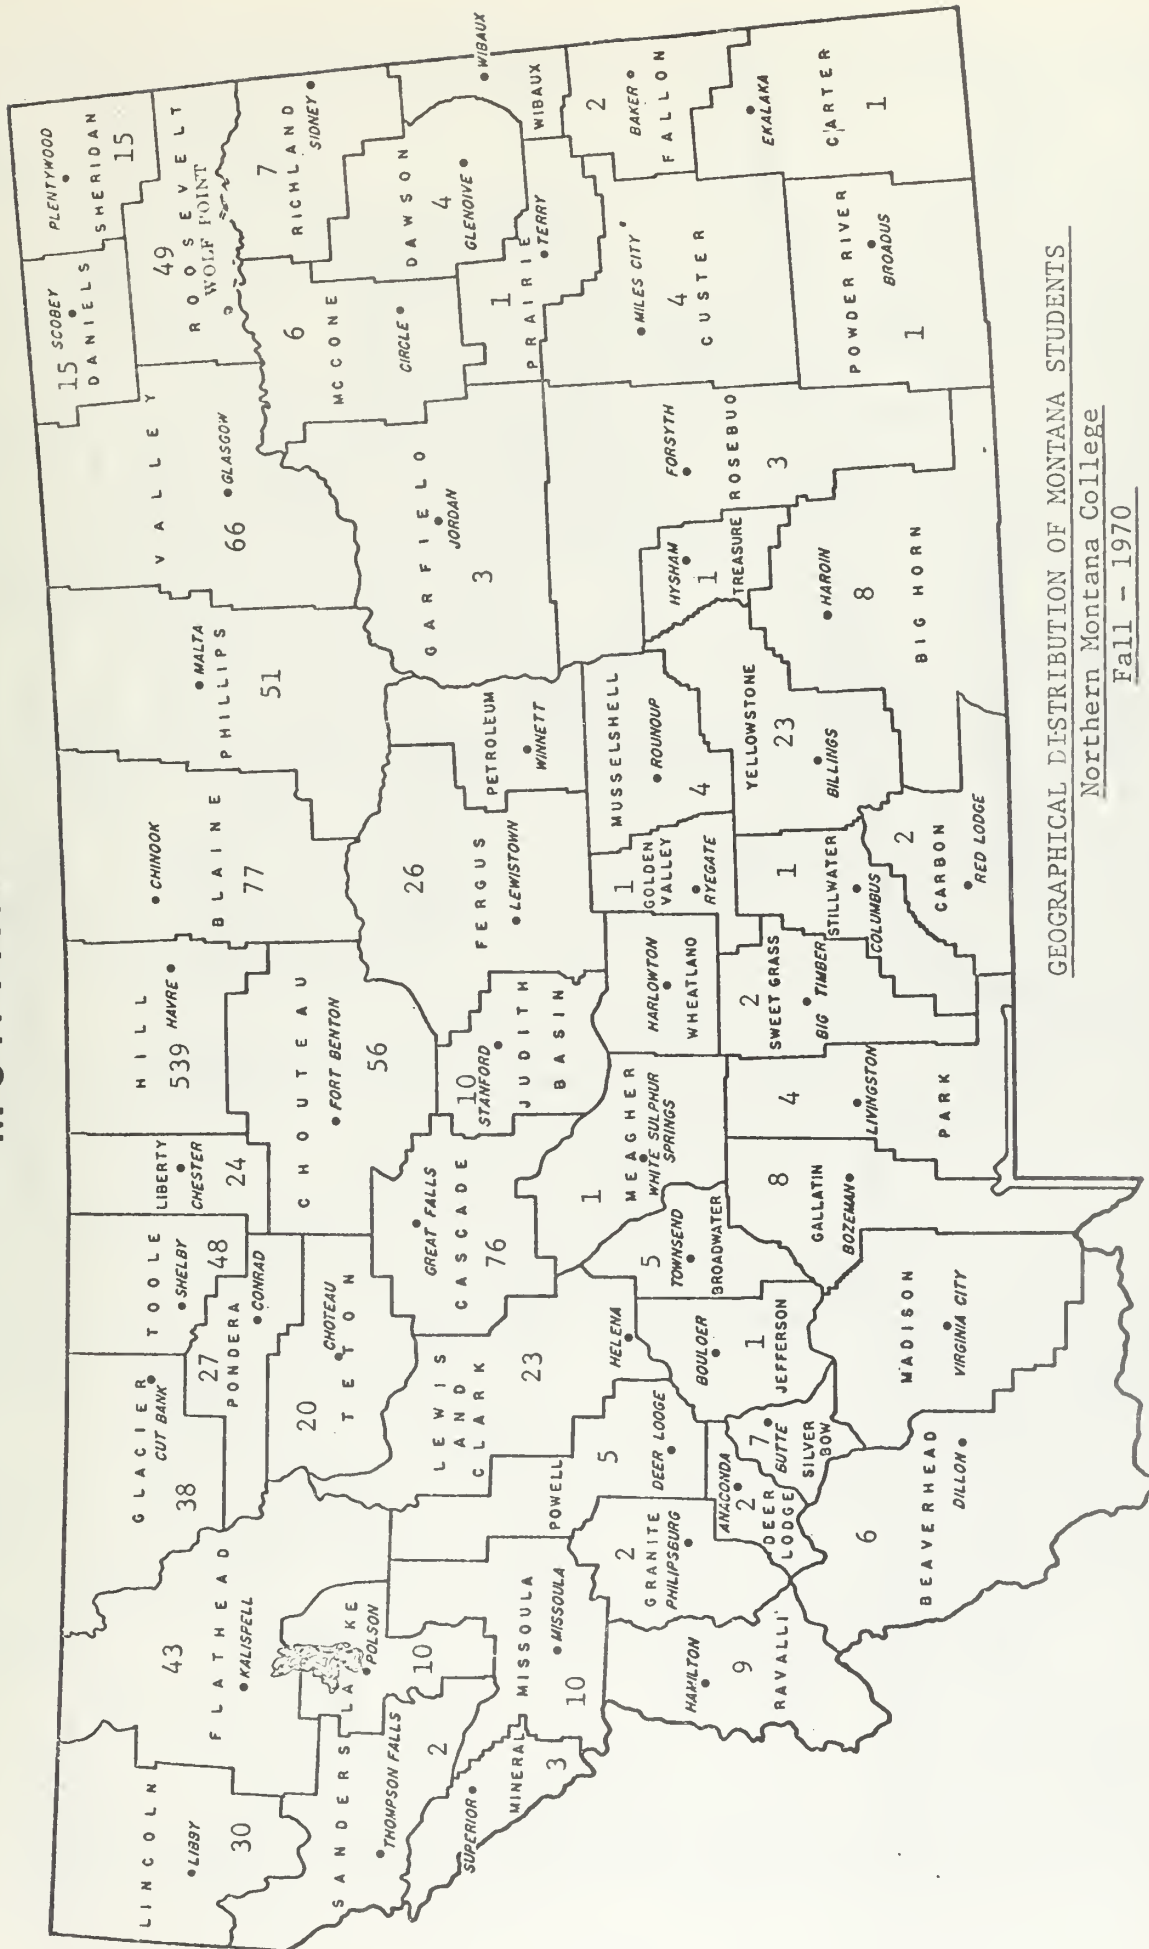 LINCOLN
LIBBY
30
FLATHEAD
43
KALISPELL
GLACIER
CUT BANK
38
TOOLE
SHELBY
48
LIBERTY
CHESTER
24
HILL
539 HAVRE
CHINOOK
BLAINE
77
MALTA
PHILLIPS
51
VALLEY
GLASGOW
66
15 SCOBEY
DANIELS
PLENTYWOOD
SHERIDAN
15
49
ROOSEVELT
WOLF POINT
SANDERS
THOMPSON FALLS
2
LAKE
POLSON
10
27
PONDERA
CONRAD
20
CHOTEAU
TETON
CHOUTEAU
FORT BENTON
56
7
RICHLAND
SIDNEY
6
MCCONE
CIRCLE
DAWSON
4
GLENDIVE
WIBAUX
WIBAUX
SUPERIOR
MINERAL
3
MISSOULA
MISSOULA
10
POWELL
5
DEER LODGE
LEWIS
AND
CLARK
23
HELENA
GREAT FALLS
CASCADE
76
10
STANFORD
JUDITH
BASIN
26
FERGUS
LEWISTOWN
PETROLEUM
WINNETT
GARFIELO
JORDAN
3
1
PRAIRIE
TERRY
HAMILTON
9
RAVALLI
2
GRANITE
PHILIPSBURG
ANACONDA
2
DEER
LODGE
7
BUTTE
SILVER
BOW
BOULOER
1
JEFFERSON
5
TOWNSEND
BROADWATER
1
MEAGHER
WHITE SULPHUR
SPRINGS
HARLOWTON
WHEATLANO
1
GOLDEN
VALLEY
RYEGATE
MUSSELSHELL
ROUNOUP
4
HYSHAM
1
TREASURE
FORSYTH
ROSEBUO
3
MILES CITY
4
CUSTER
2
BAKER
FALLON
6
BEAVERHEAD
DILLON
MADISON
VIRGINIA CITY
8
GALLATIN
BOZEMAN
4
LIVINGSTON
PARK
2
SWEET GRASS
BIG TIMBER
1
STILLWATER
COLUMBUS
2
CARBON
RED LODGE
YELLOWSTONE
23
BILLINGS
HAROIN
8
BIG HORN
POWDER RIVER
BROADUS
1
EKALAKA
CARTER
1
GEOGRAPHICAL DISTRIBUTION OF MONTANA STUDENTS
Northern Montana College
Fall - 1970